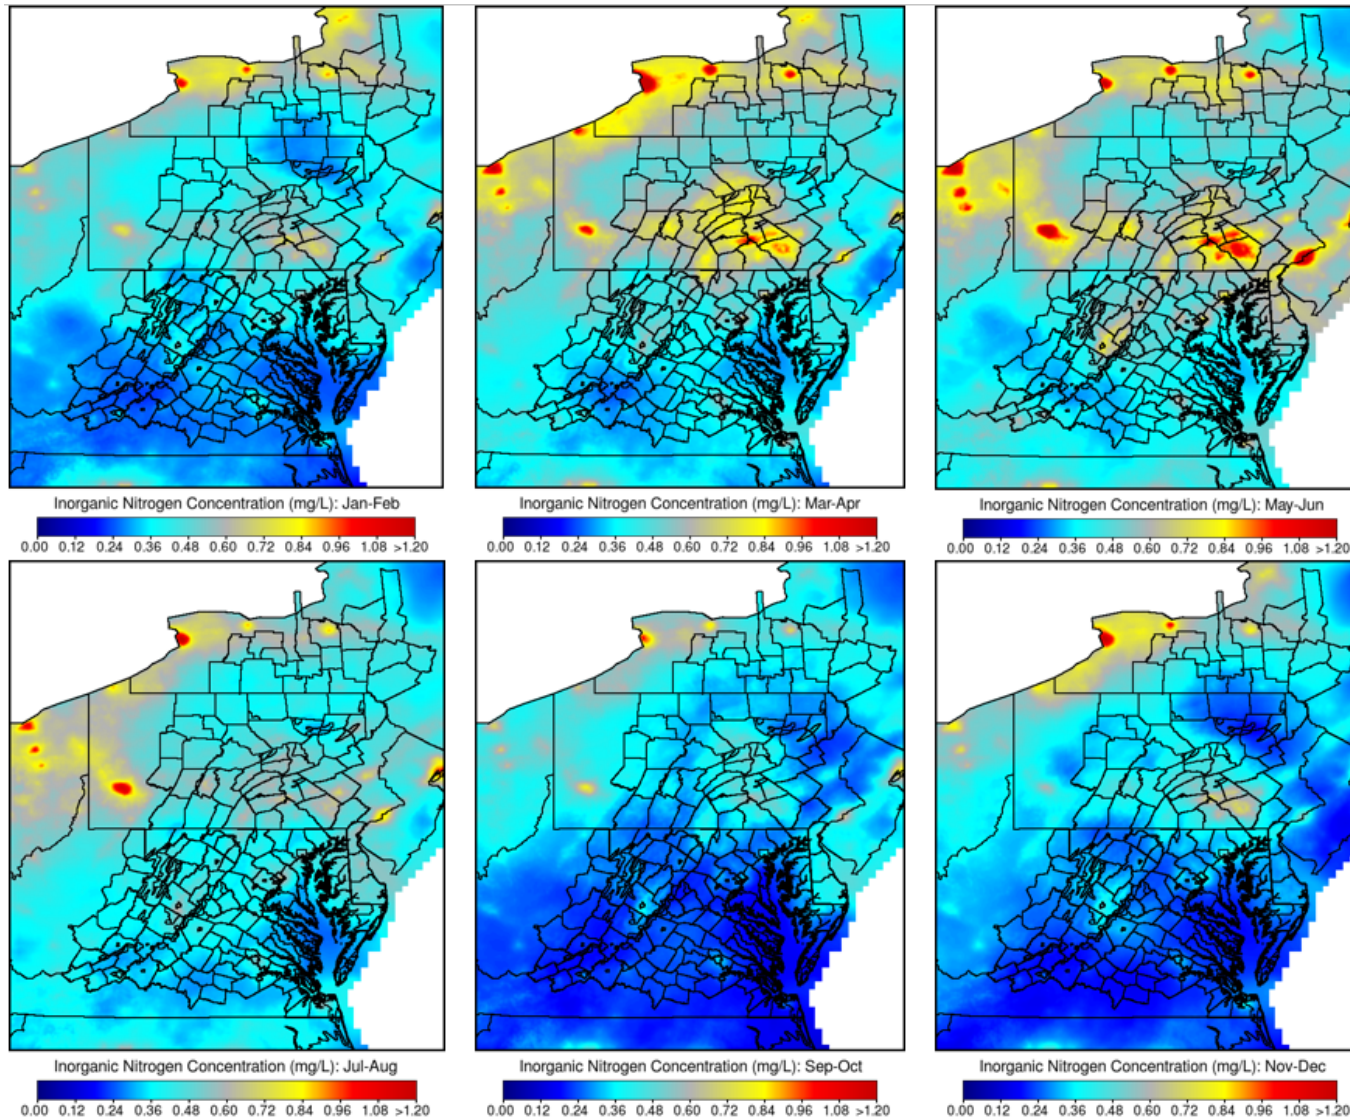 Inorganic Nitrogen Concentration (mg/L): Jan-Feb
0.00 0.12 0.24 0.36 0.48 0.60 0.72 0.84 0.96 1.08 >1.20
Inorganic Nitrogen Concentration (mg/L): Mar-Apr
0.00 0.12 0.24 0.36 0.48 0.60 0.72 0.84 0.96 1.08 >1.20
Inorganic Nitrogen Concentration (mg/L): May-Jun
0.00 0.12 0.24 0.36 0.48 0.60 0.72 0.84 0.96 1.08 >1.20
Inorganic Nitrogen Concentration (mg/L): Jul-Aug
0.00 0.12 0.24 0.36 0.48 0.60 0.72 0.84 0.96 1.08 >1.20
Inorganic Nitrogen Concentration (mg/L): Sep-Oct
0.00 0.12 0.24 0.36 0.48 0.60 0.72 0.84 0.96 1.08 >1.20
Inorganic Nitrogen Concentration (mg/L): Nov-Dec
0.00 0.12 0.24 0.36 0.48 0.60 0.72 0.84 0.96 1.08 >1.20